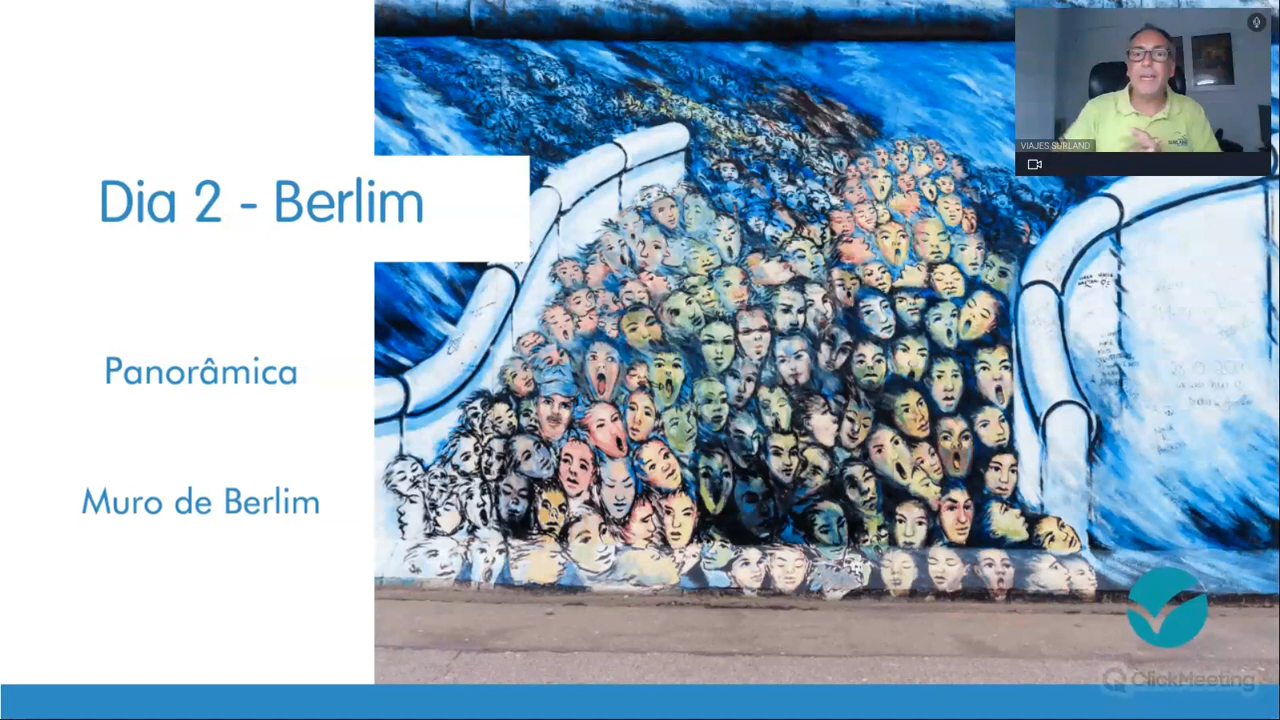 VIAJES SURLAND
Dia 2 - Berlim
Panorâmica
Muro de Berlim
ClickMeeting